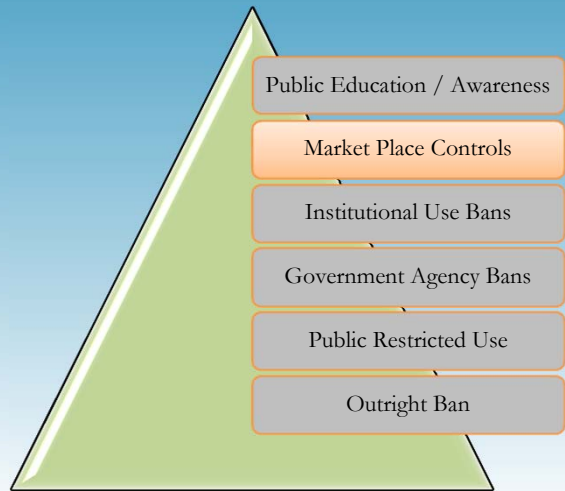 Public Education / Awareness
Market Place Controls
Institutional Use Bans
Government Agency Bans
Public Restricted Use
Outright Ban